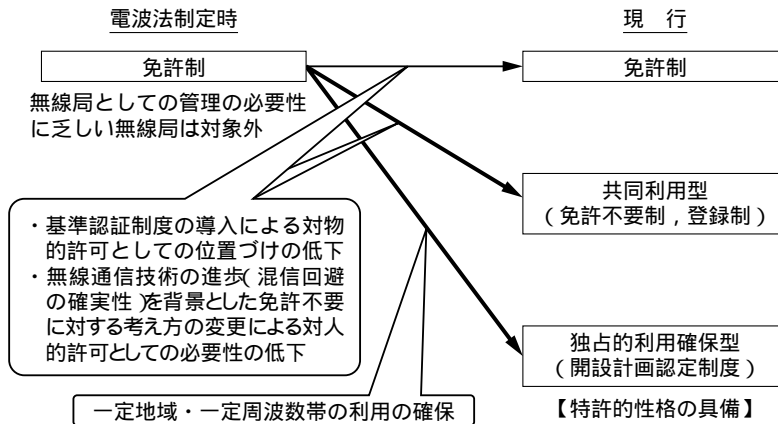 電波法制定時
現　行
免許制
免許制
無線局としての管理の必要性
に乏しい無線局は対象外
共同利用型
（免許不要制，登録制）
・基準認証制度の導入による対物
的許可としての位置づけの低下
・無線通信技術の進歩（混信回避
の確実性）を背景とした免許不要
に対する考え方の変更による対人
的許可としての必要性の低下
独占的利用確保型
（開設計画認定制度）
一定地域・一定周波数帯の利用の確保
【特許的性格の具備】